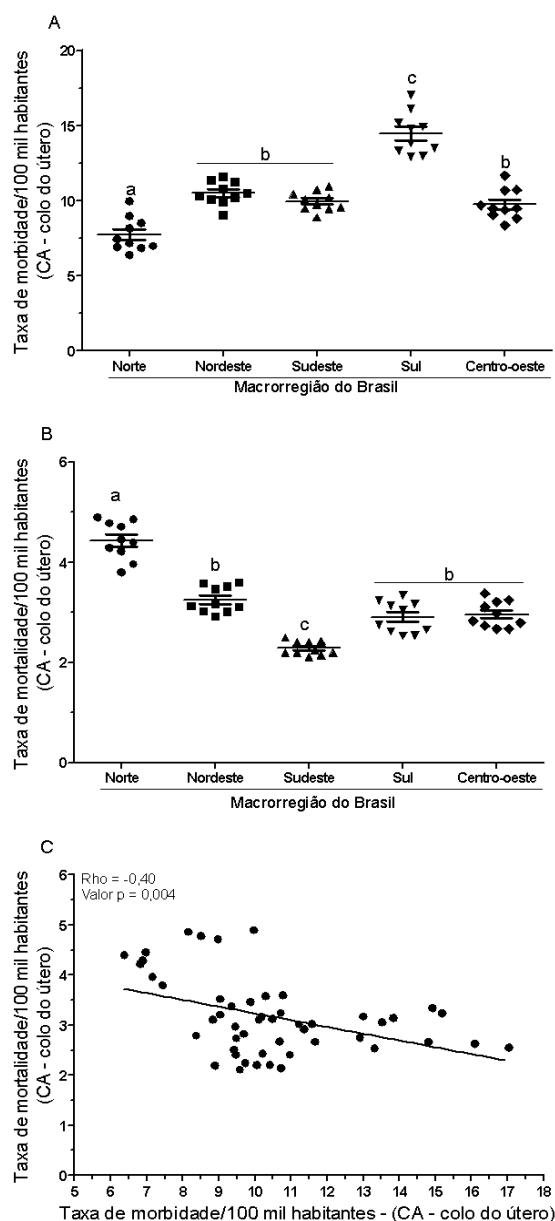 A
Taxa de morbidade/100 mil habitantes
(CA - colo do útero)
20
15
10
5
0
a
b
c
b
Norte Nordeste Sudeste Sul Centro-oeste
Macrorregião do Brasil
B
Taxa de mortalidade/100 mil habitantes
(CA - colo do útero)
6
4
2
0
a
b
c
b
Norte Nordeste Sudeste Sul Centro-oeste
Macrorregião do Brasil
C
Taxa de mortalidade/100 mil habitantes
(CA - colo do útero)
6
5
4
3
2
1
0
Rho = -0,40
Valor p = 0,004
5 6 7 8 9 10 11 12 13 14 15 16 17 18
Taxa de morbidade/100 mil habitantes - (CA - colo do útero)